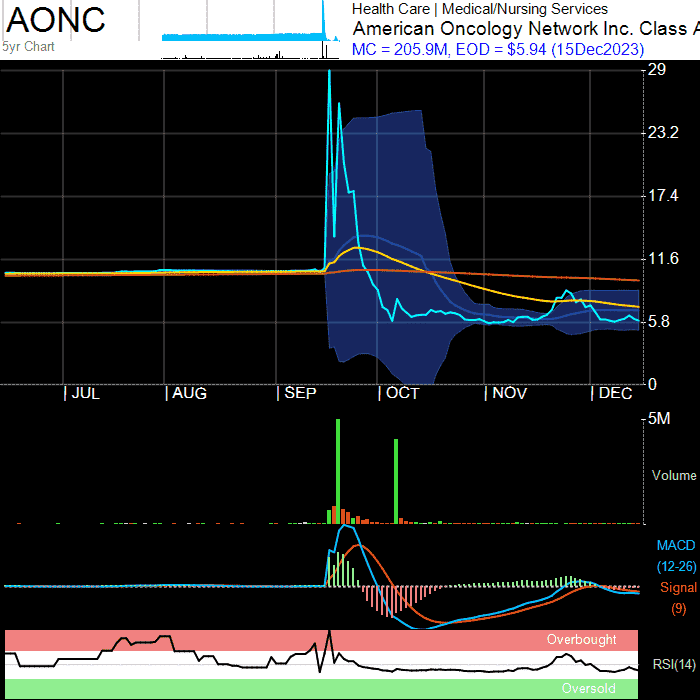 AONC
5yr Chart
Health Care | Medical/Nursing Services
American Oncology Network Inc. Class A
MC = 205.9M, EOD = $5.94 (15Dec2023)
29
23.2
17.4
11.6
5.8
0
| JUL | AUG | SEP | OCT | NOV | DEC
5M
Volume
MACD
(12-26)
Signal
(9)
Overbought
RSI(14)
Oversold